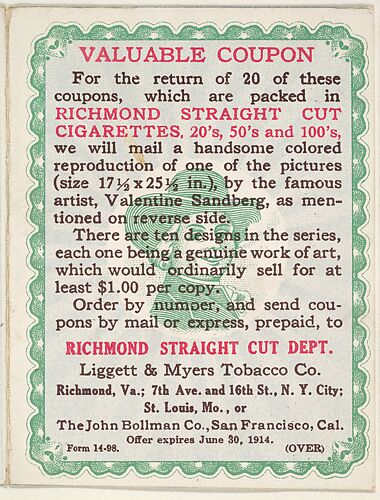 VALUABLE COUPON
For the return of 20 of these
coupons, which are packed in
RICHMOND STRAIGHT CUT
CIGARETTES, 20's, 50's and 100's,
we will mail a handsome colored
reproduction of one of the pictures
(size 17½ x 25½ in.), by the famous
artist, Valentine Sandberg, as men-
tioned on reverse side.
There are ten designs in the series,
each one being a genuine work of art,
which would ordinarily sell for at
least $1.00 per copy.
Order by number, and send cou-
pons by mail or express, prepaid, to
RICHMOND STRAIGHT CUT DEPT.
Liggett & Myers Tobacco Co.
Richmond, Va.; 7th Ave. and 16th St., N. Y. City;
St. Louis, Mo., or
The John Bollman Co., San Francisco, Cal.
Offer expires June 30, 1914.
Form 14-98. (OVER)